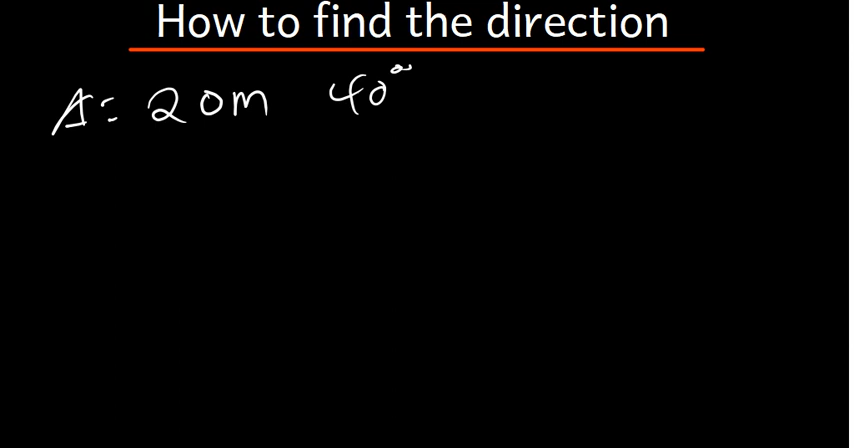 How to find the direction
A = 20m 40°